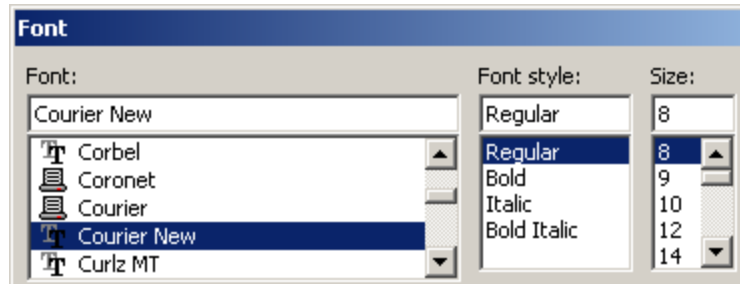 Font
Font: Font style: Size:
Courier New Regular 8
Corbel Regular 8
Coronet Bold 9
Courier Italic 10
Courier New Bold Italic 12
Curlz MT 14